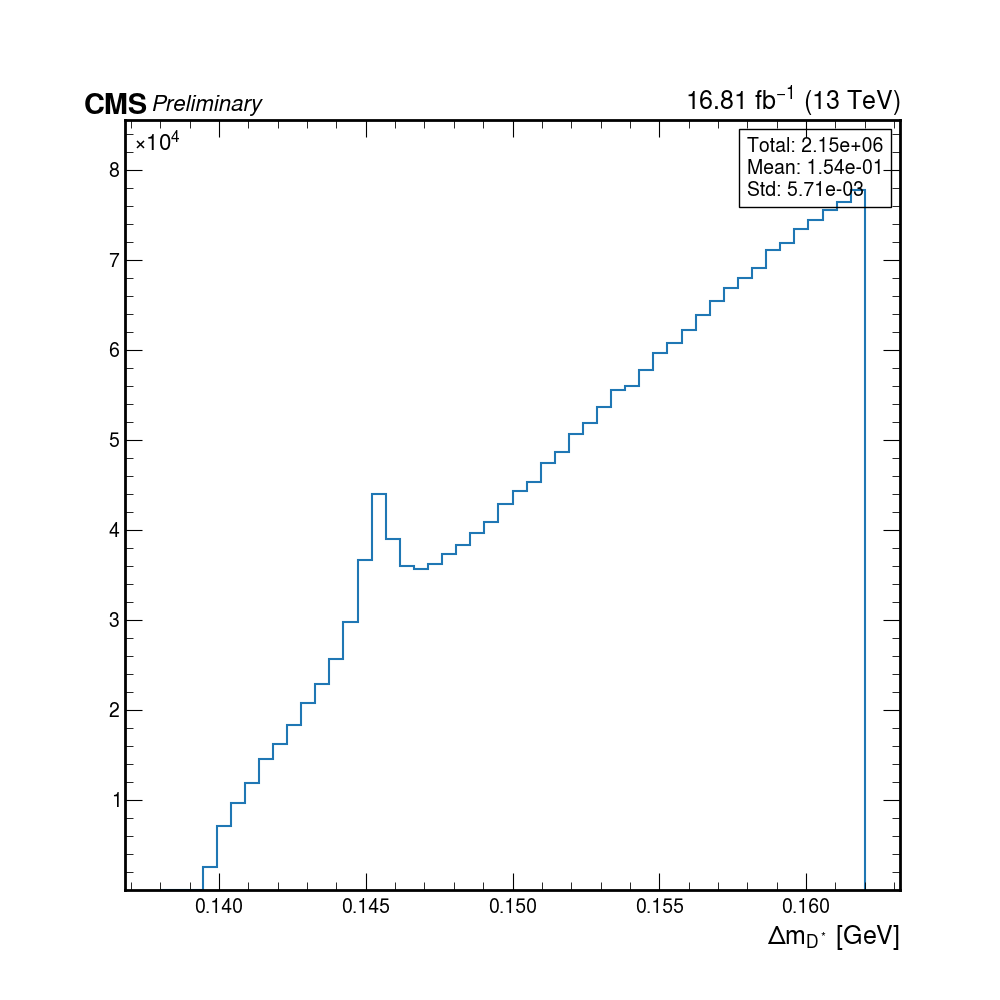 CMS Preliminary
16.81 fb⁻¹ (13 TeV)
×10⁴
Total: 2.15e+06
Mean: 1.54e-01
Std: 5.71e-03
8
7
6
5
4
3
2
1
0.140 0.145 0.150 0.155 0.160
Δm_D* [GeV]